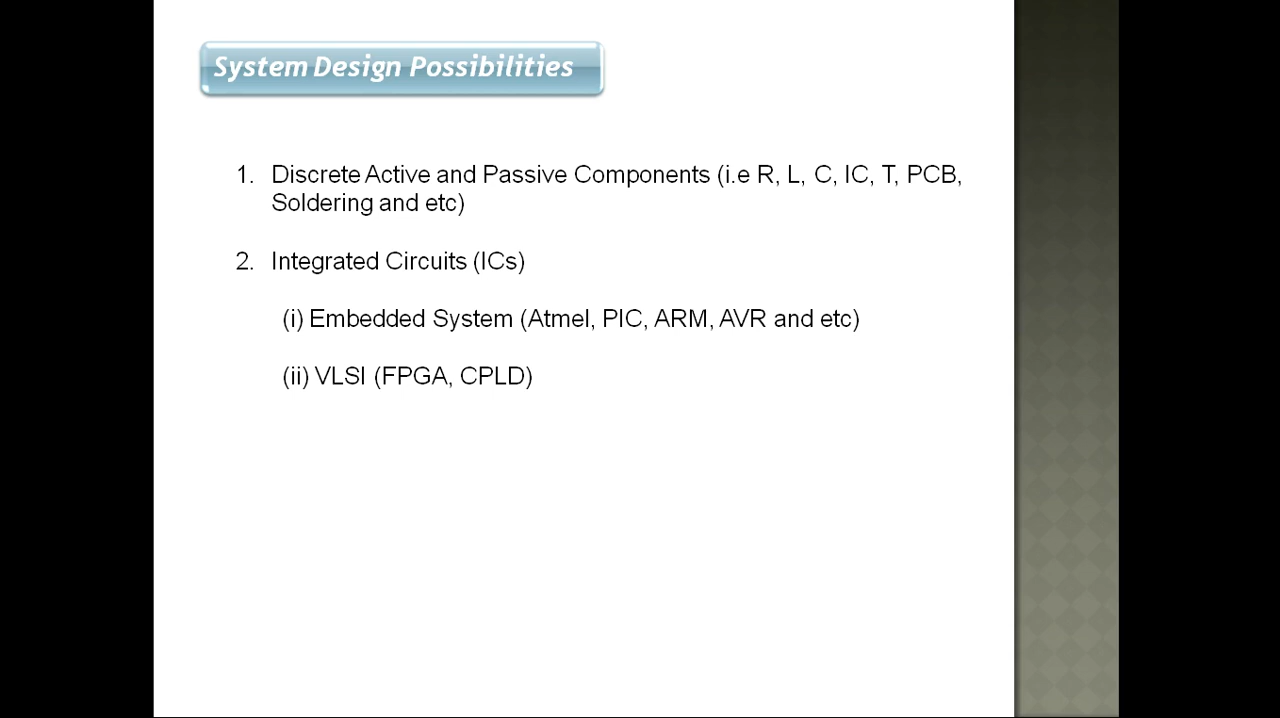 System Design Possibilities
1. Discrete Active and Passive Components (i.e R, L, C, IC, T, PCB,
Soldering and etc)
2. Integrated Circuits (ICs)
(i) Embedded System (Atmel, PIC, ARM, AVR and etc)
(ii) VLSI (FPGA, CPLD)